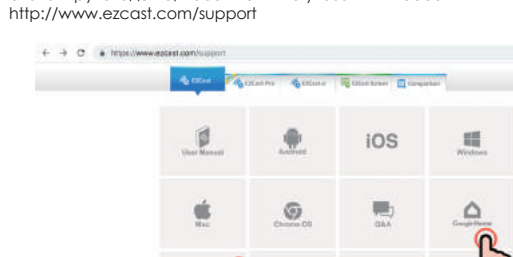 http://www.ezcast.com/support
https://www.ezcast.com/support
EZCast
EZCast Pro
EZCast Screen
Comparison
User Manual
Android
iOS
Windows
Mac
Chrome OS
Q&A
Google Home